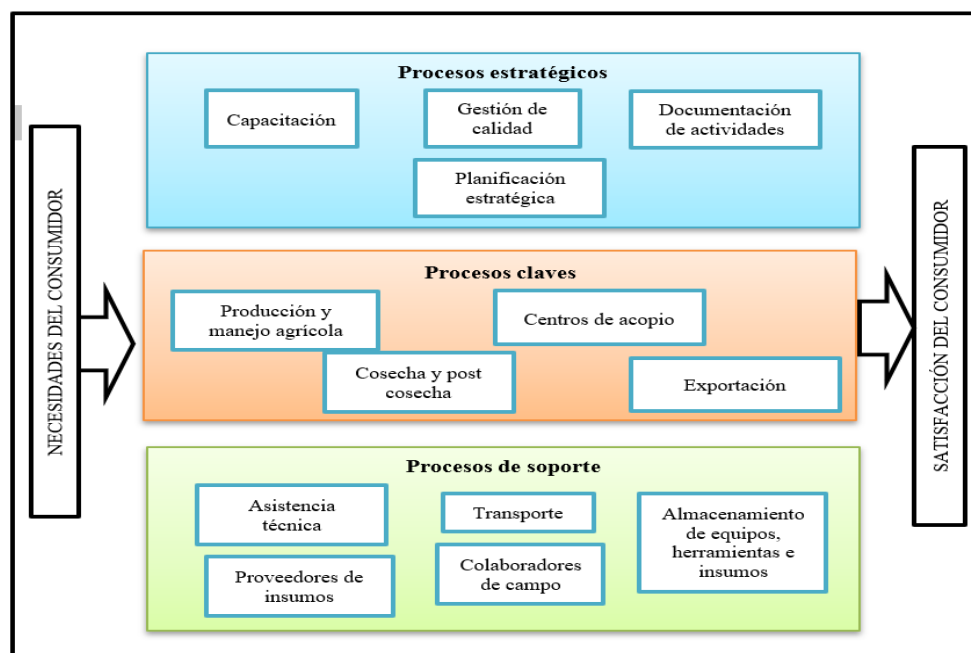 NECESIDADES DEL CONSUMIDOR
Procesos estratégicos
Capacitación
Gestión de
calidad
Documentación
de actividades
Planificación
estratégica
Procesos claves
Producción y
manejo agrícola
Centros de acopio
Cosecha y post
cosecha
Exportación
Procesos de soporte
Asistencia
técnica
Transporte
Almacenamiento
de equipos,
herramientas e
insumos
Proveedores de
insumos
Colaboradores
de campo
SATISFACCIÓN DEL CONSUMIDOR